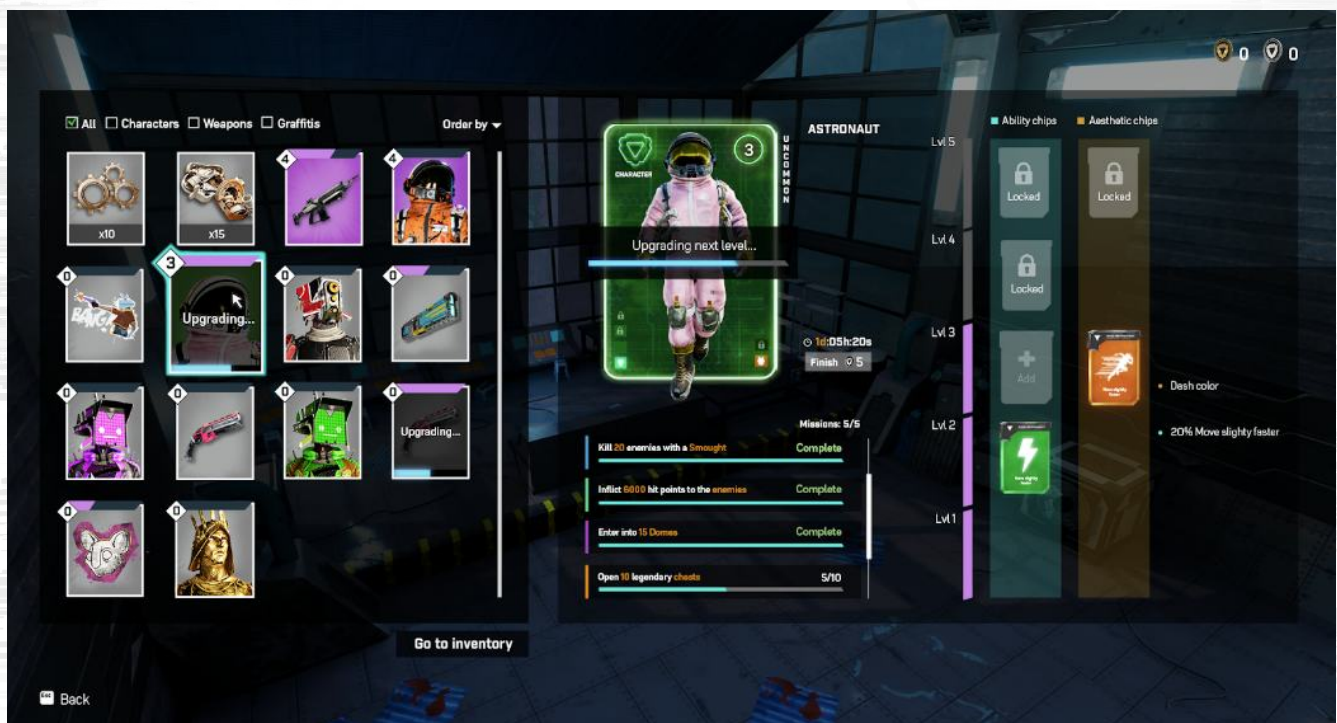 0 0
All Characters Weapons Graffitis Order by
x10
x15
4
4
0
BANG!
3
Upgrading...
0
0
0
0
0
0
Upgrading...
0
0
CHARACTER
3
UNCOMMON
Upgrading next level...
ASTRONAUT
1d:05h:20s
Finish 5
Missions: 5/5
Kill 20 enemies with a Smought Complete
Inflict 6000 hit points to the enemies Complete
Enter into 15 Domes Complete
Open 10 legendary chests 5/10
Ability chips Aesthetic chips
Lvl 5
Locked
Locked
Lvl 4
Locked
Lvl 3
Add
Lvl 2
Lvl 1
Dash color
20% Move slighty faster
Go to inventory
Esc Back